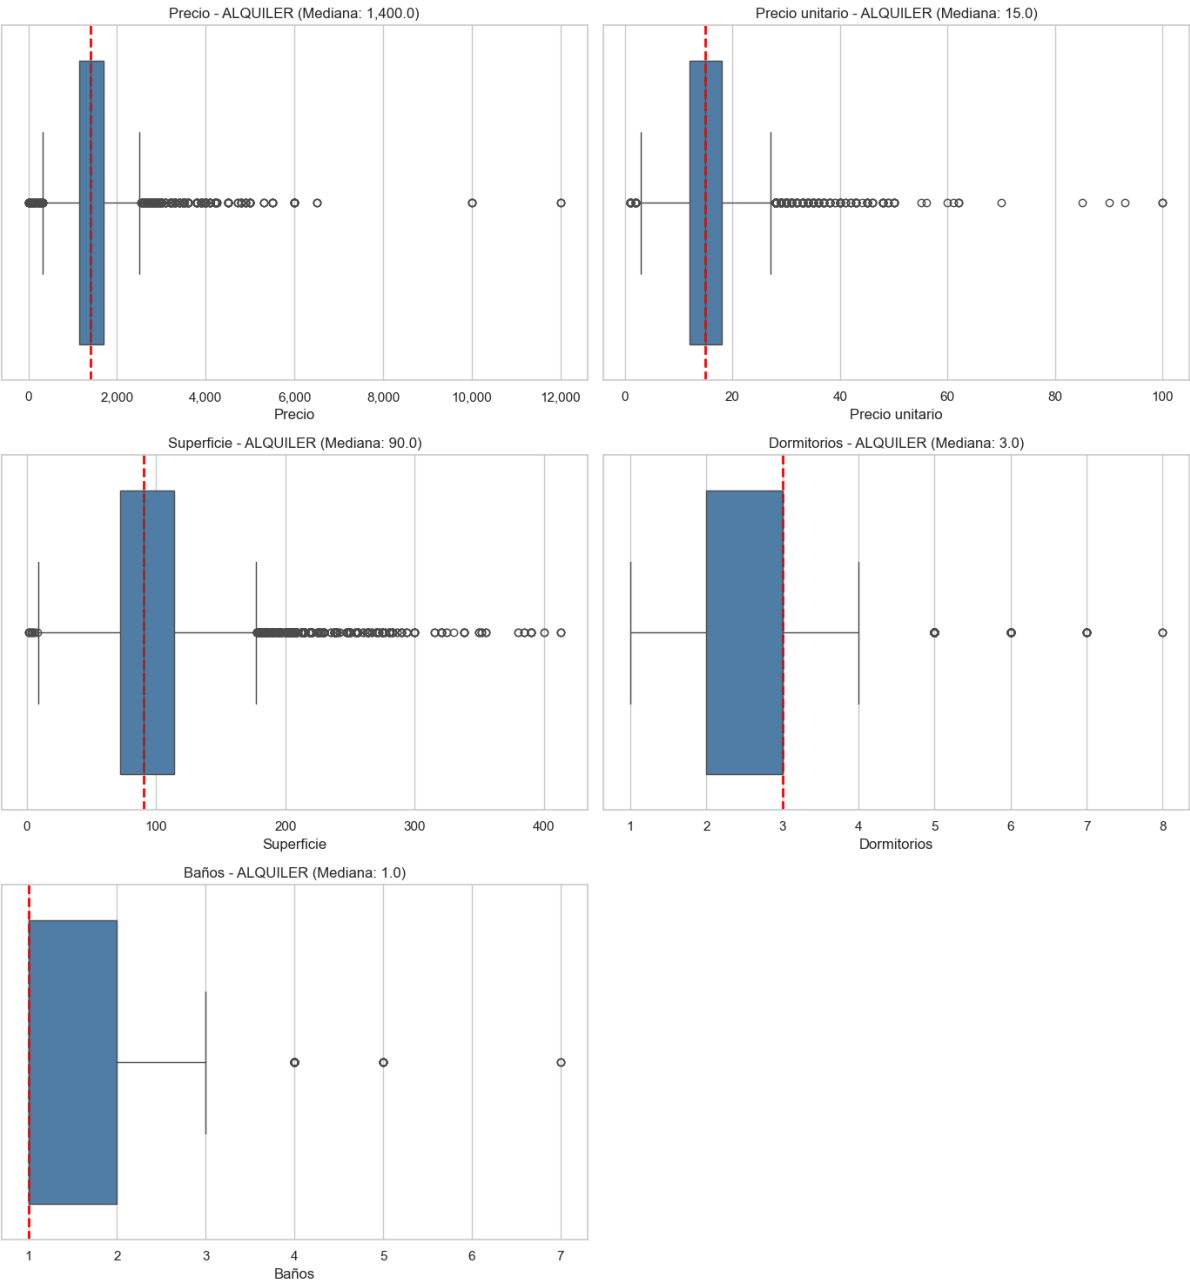 Precio - ALQUILER (Mediana: 1,400.0)
0 2,000 4,000 6,000 8,000 10,000 12,000
Precio
Precio unitario - ALQUILER (Mediana: 15.0)
0 20 40 60 80 100
Precio unitario
Superficie - ALQUILER (Mediana: 90.0)
0 100 200 300 400
Superficie
Dormitorios - ALQUILER (Mediana: 3.0)
1 2 3 4 5 6 7 8
Dormitorios
Baños - ALQUILER (Mediana: 1.0)
1 2 3 4 5 6 7
Baños